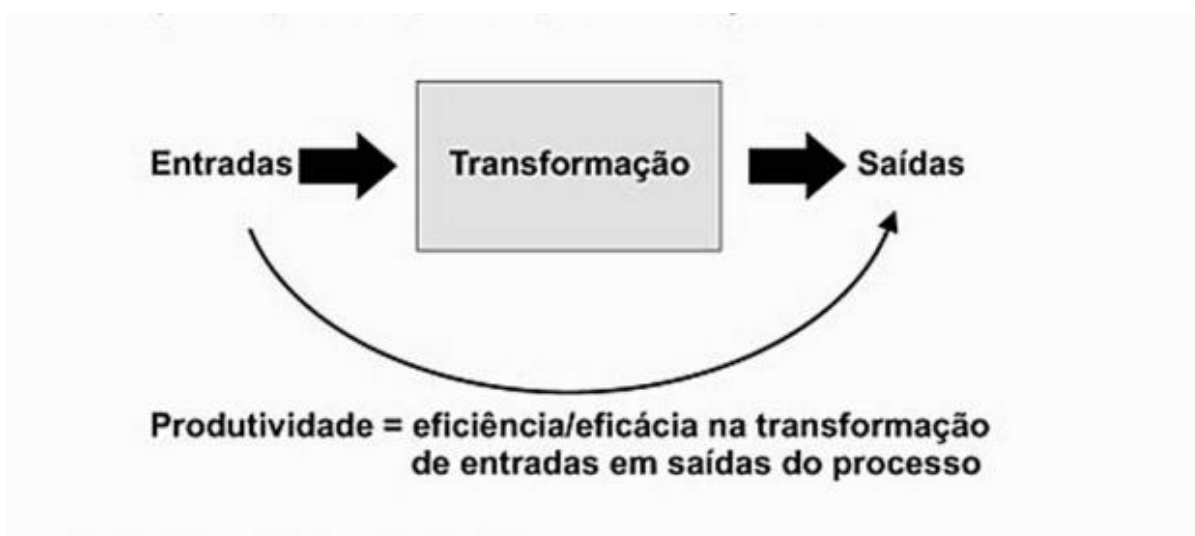 Entradas
Transformação
Saídas
Produtividade = eficiência/eficácia na transformação
de entradas em saídas do processo